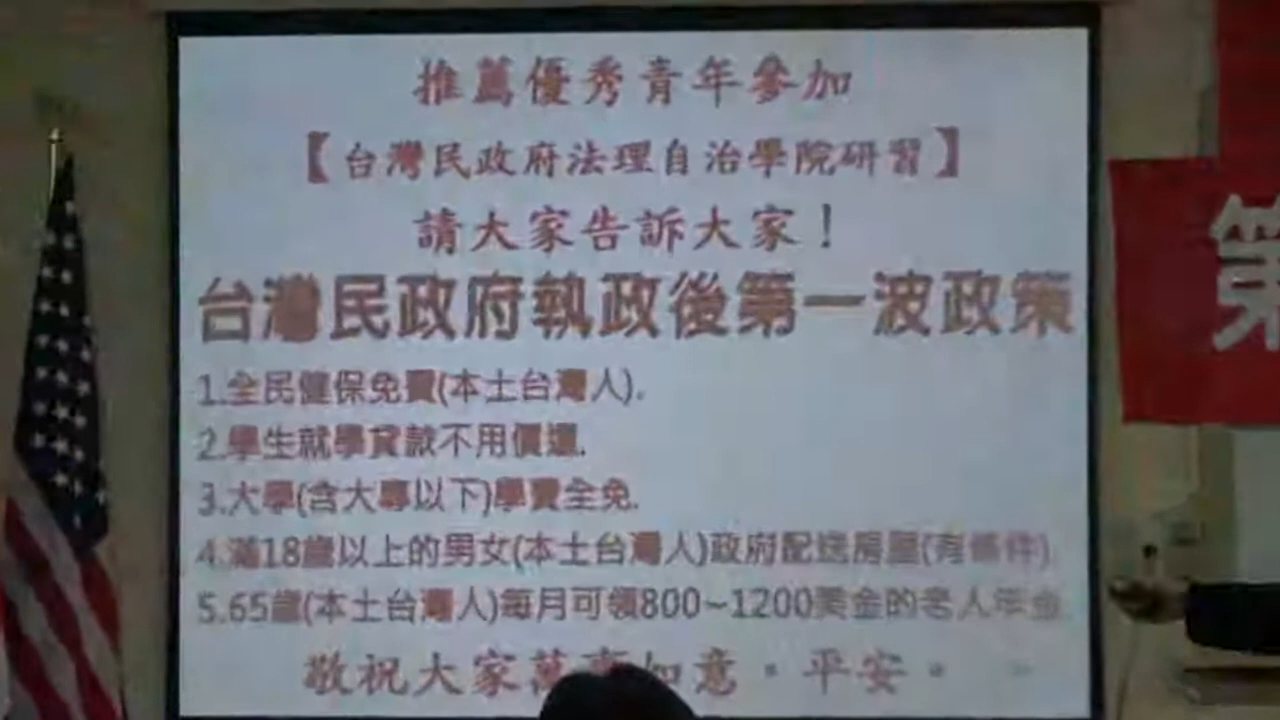 推薦優秀青年參加
【台灣民政府法理自治學院研習】
請大家告訴大家！
台灣民政府執政後第一波政策
1.全民健保免費(本土台灣人).
2.學生就學貸款不用償還.
3.大學(含大專以下)學費全免.
4.滿18歲以上的男女(本土台灣人)政府配送房屋(有條件).
5.65歲(本土台灣人)每月可領800~1200美金的老人年金
敬祝大家萬事如意。平安。
第